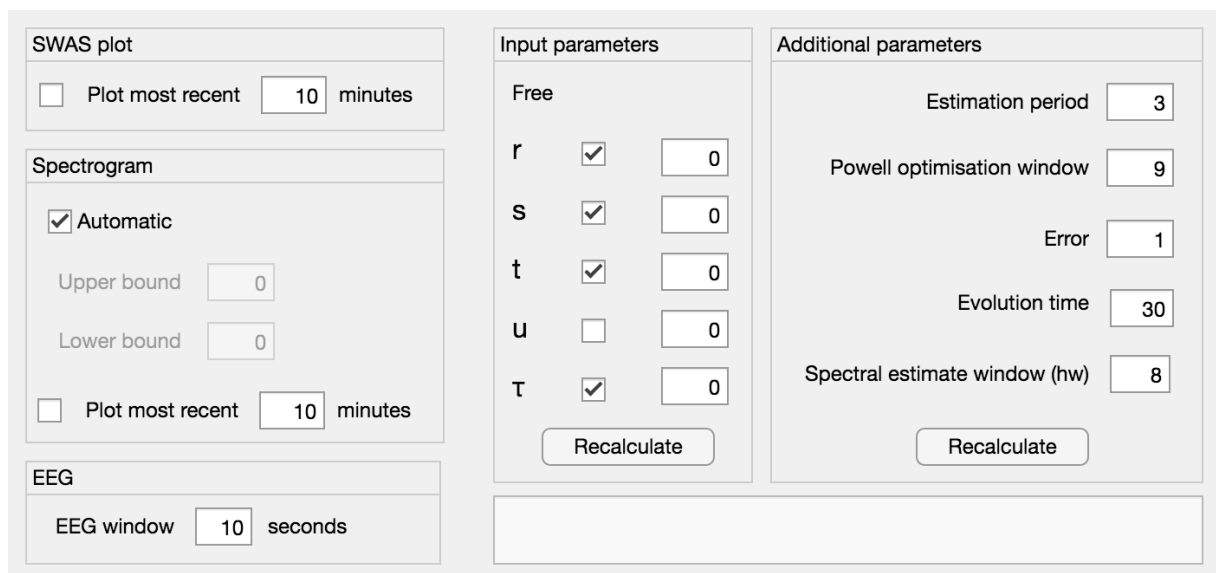 SWAS plot
Plot most recent 10 minutes
Spectrogram
Automatic
Upper bound 0
Lower bound 0
Plot most recent 10 minutes
EEG
EEG window 10 seconds
Input parameters
Free
r 0
s 0
t 0
u 0
τ 0
Recalculate
Additional parameters
Estimation period 3
Powell optimisation window 9
Error 1
Evolution time 30
Spectral estimate window (hw) 8
Recalculate